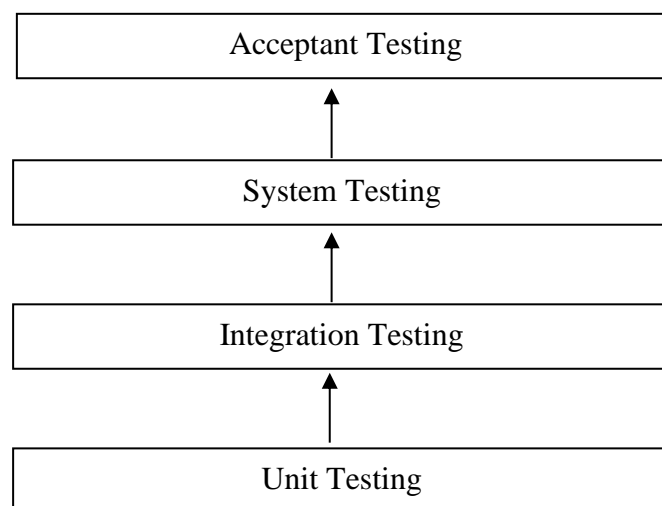 Acceptant Testing
System Testing
Integration Testing
Unit Testing